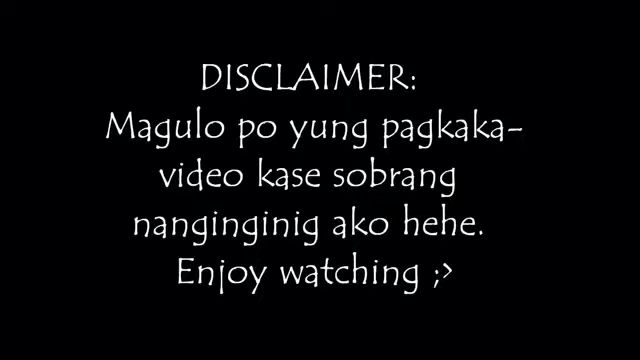 DISCLAIMER:
Magulo po yung pagkaka-
video kase sobrang
nanginginig ako hehe.
Enjoy watching ;>